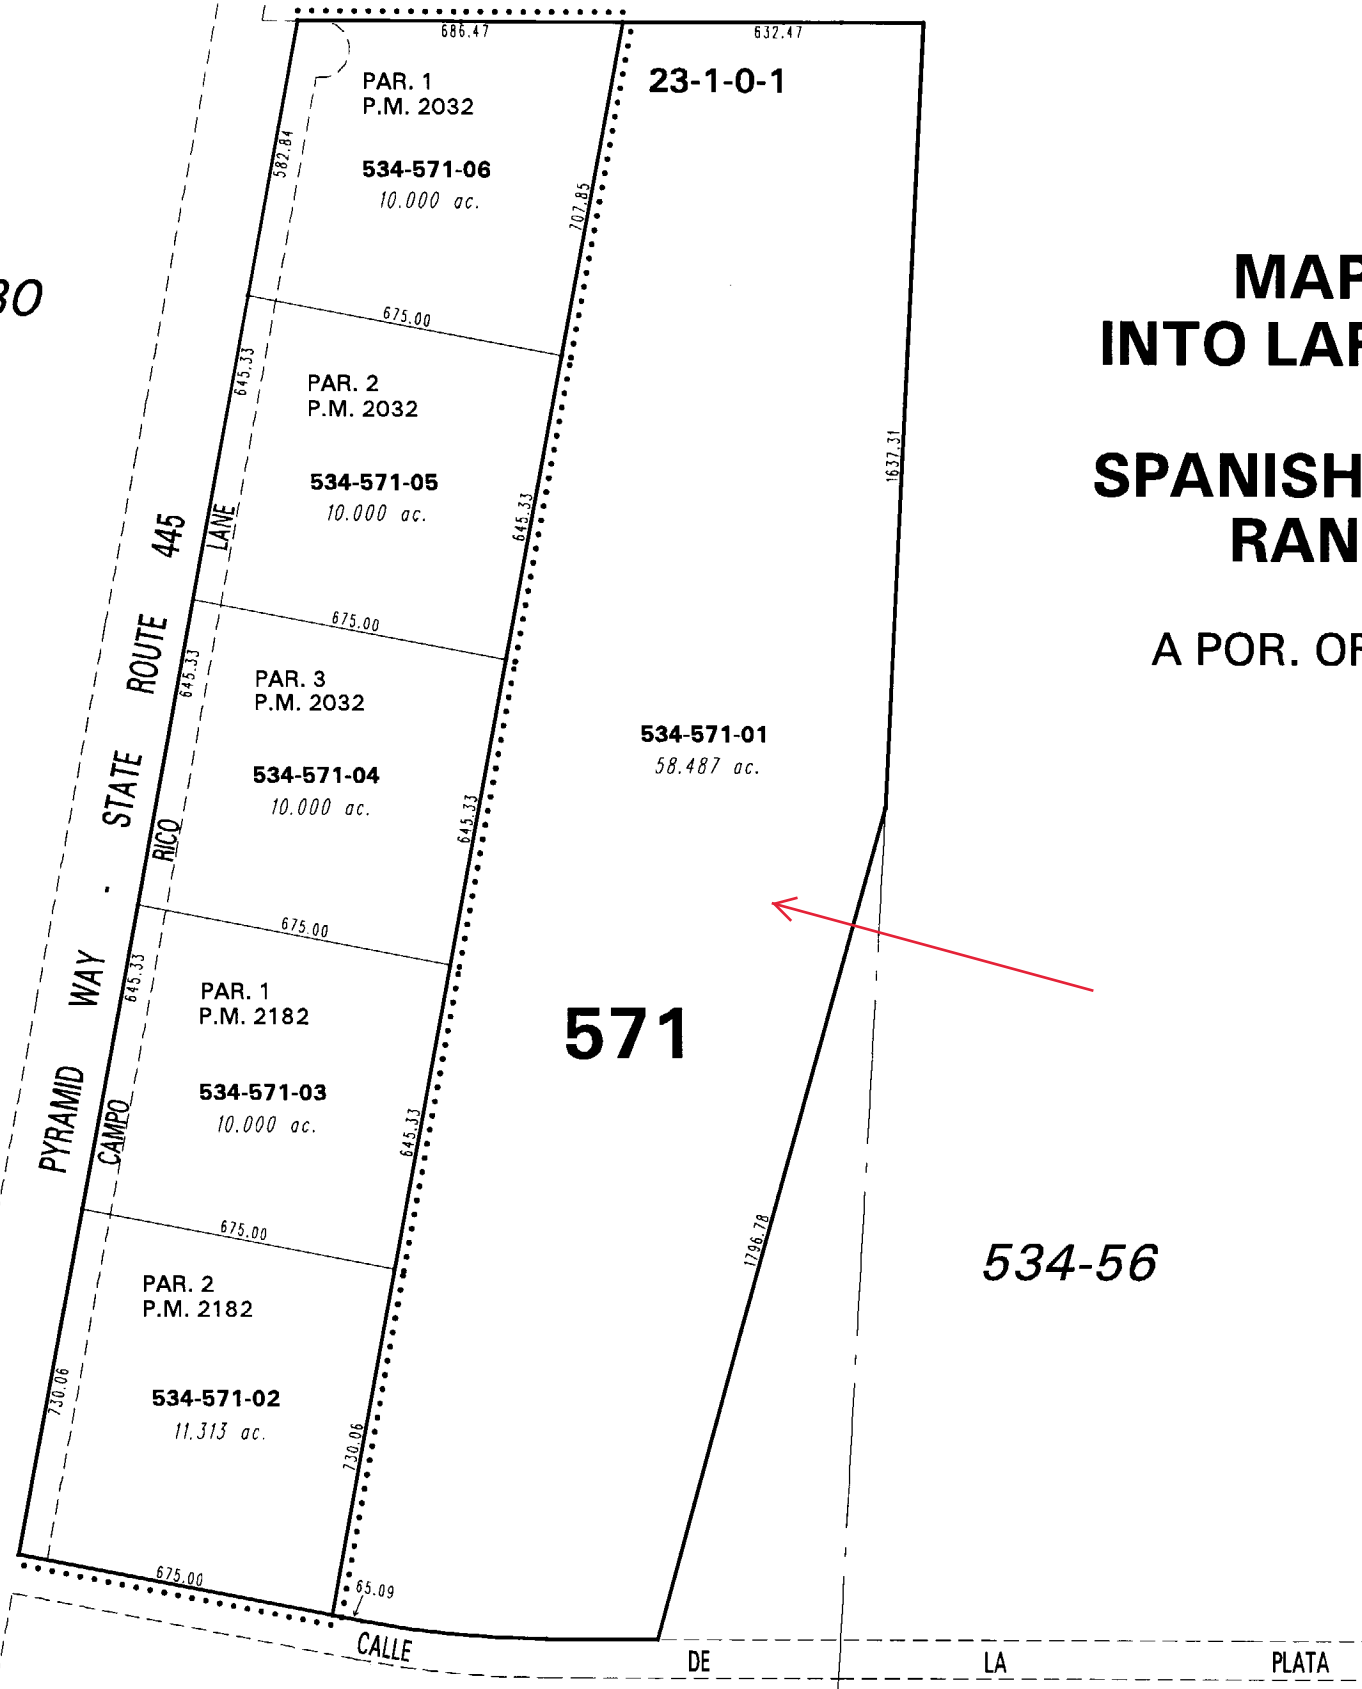 686.47
632.47
PAR. 1
P.M. 2032
23-1-0-1
582.84
534-571-06
10.000 ac.
707.85
30
675.00
MAP
INTO LAR
645.33
PAR. 2
P.M. 2032
1637.31
SPANISH
RAN
534-571-05
10.000 ac.
645.33
675.00
A POR. OF
645.33
PAR. 3
P.M. 2032
534-571-01
58.487 ac.
534-571-04
10.000 ac.
645.33
675.00
645.33
PAR. 1
P.M. 2182
571
534-571-03
10.000 ac.
645.33
675.00
1796.78
534-56
PAR. 2
P.M. 2182
730.06
534-571-02
11.313 ac.
730.06
675.00
65.09
PYRAMID WAY - STATE ROUTE 445
CAMPO RICO LANE
CALLE DE LA PLATA